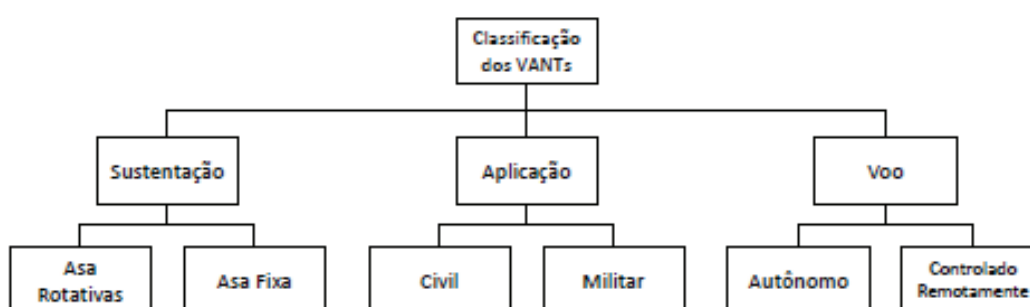 Classificação
dos VANTs
Sustentação
Aplicação
Voo
Asa
Rotativas
Asa Fixa
Civil
Militar
Autônomo
Controlado
Remotamente